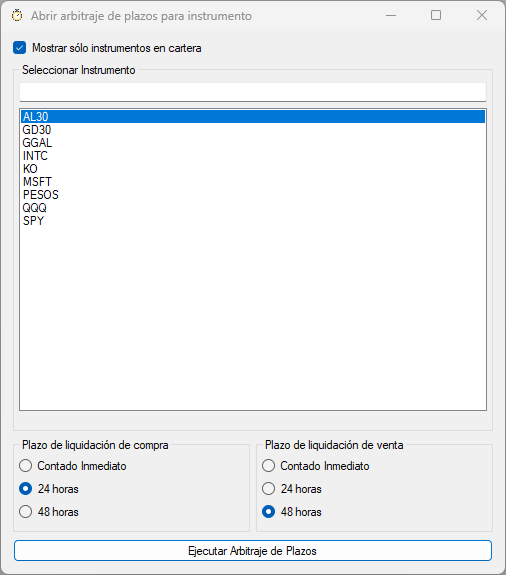 Abrir arbitraje de plazos para instrumento
Mostrar sólo instrumentos en cartera
Seleccionar Instrumento
AL30
GD30
GGAL
INTC
KO
MSFT
PESOS
QQQ
SPY
Plazo de liquidación de compra
Contado Inmediato
24 horas
48 horas
Plazo de liquidación de venta
Contado Inmediato
24 horas
48 horas
Ejecutar Arbitraje de Plazos